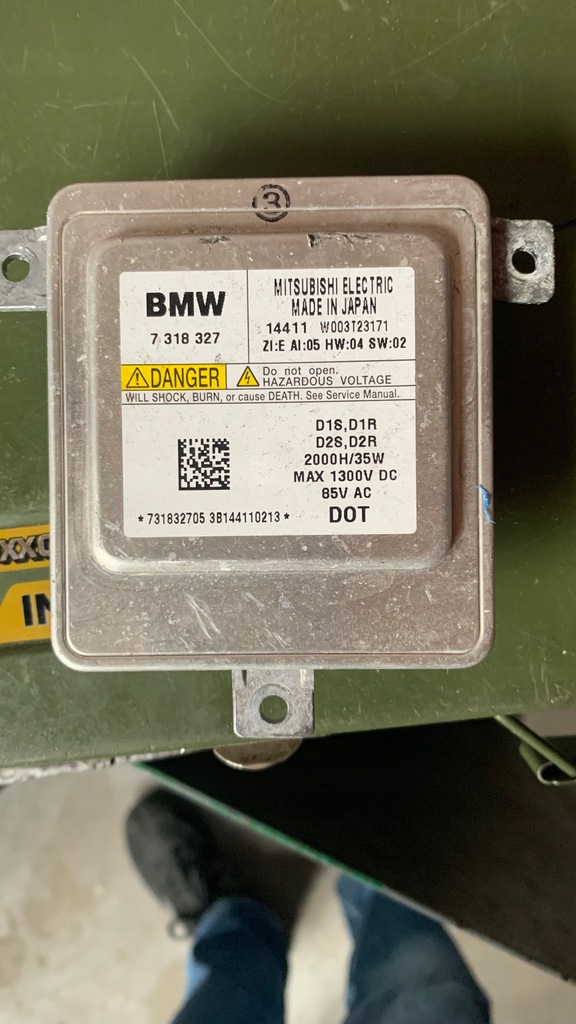 3
BMW
7 318 327
MITSUBISHI ELECTRIC
MADE IN JAPAN
14411 W003T23171
ZI:E AI:05 HW:04 SW:02
DANGER
Do not open.
HAZARDOUS VOLTAGE
WILL SHOCK, BURN, or cause DEATH. See Service Manual.
D1S,D1R
D2S,D2R
2000H/35W
MAX 1300V DC
85V AC
DOT
*731832705 3B144110213*
IN